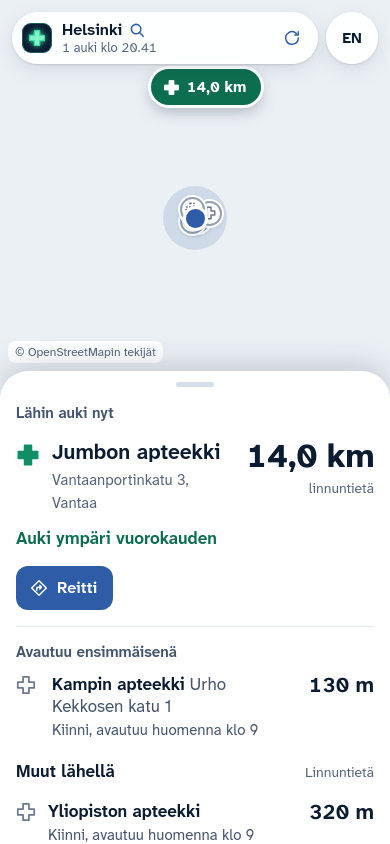 Helsinki
1 auki klo 20.41
EN
14,0 km
© OpenStreetMapin tekijät
Lähin auki nyt
Jumbon apteekki
14,0 km
Vantaanportinkatu 3,
Vantaa
linnuntietä
Auki ympäri vuorokauden
Reitti
Avautuu ensimmäisenä
Kampin apteekki Urho
Kekkosen katu 1
130 m
Kiinni, avautuu huomenna klo 9
Muut lähellä
Linnuntietä
Yliopiston apteekki
320 m
Kiinni, avautuu huomenna klo 9